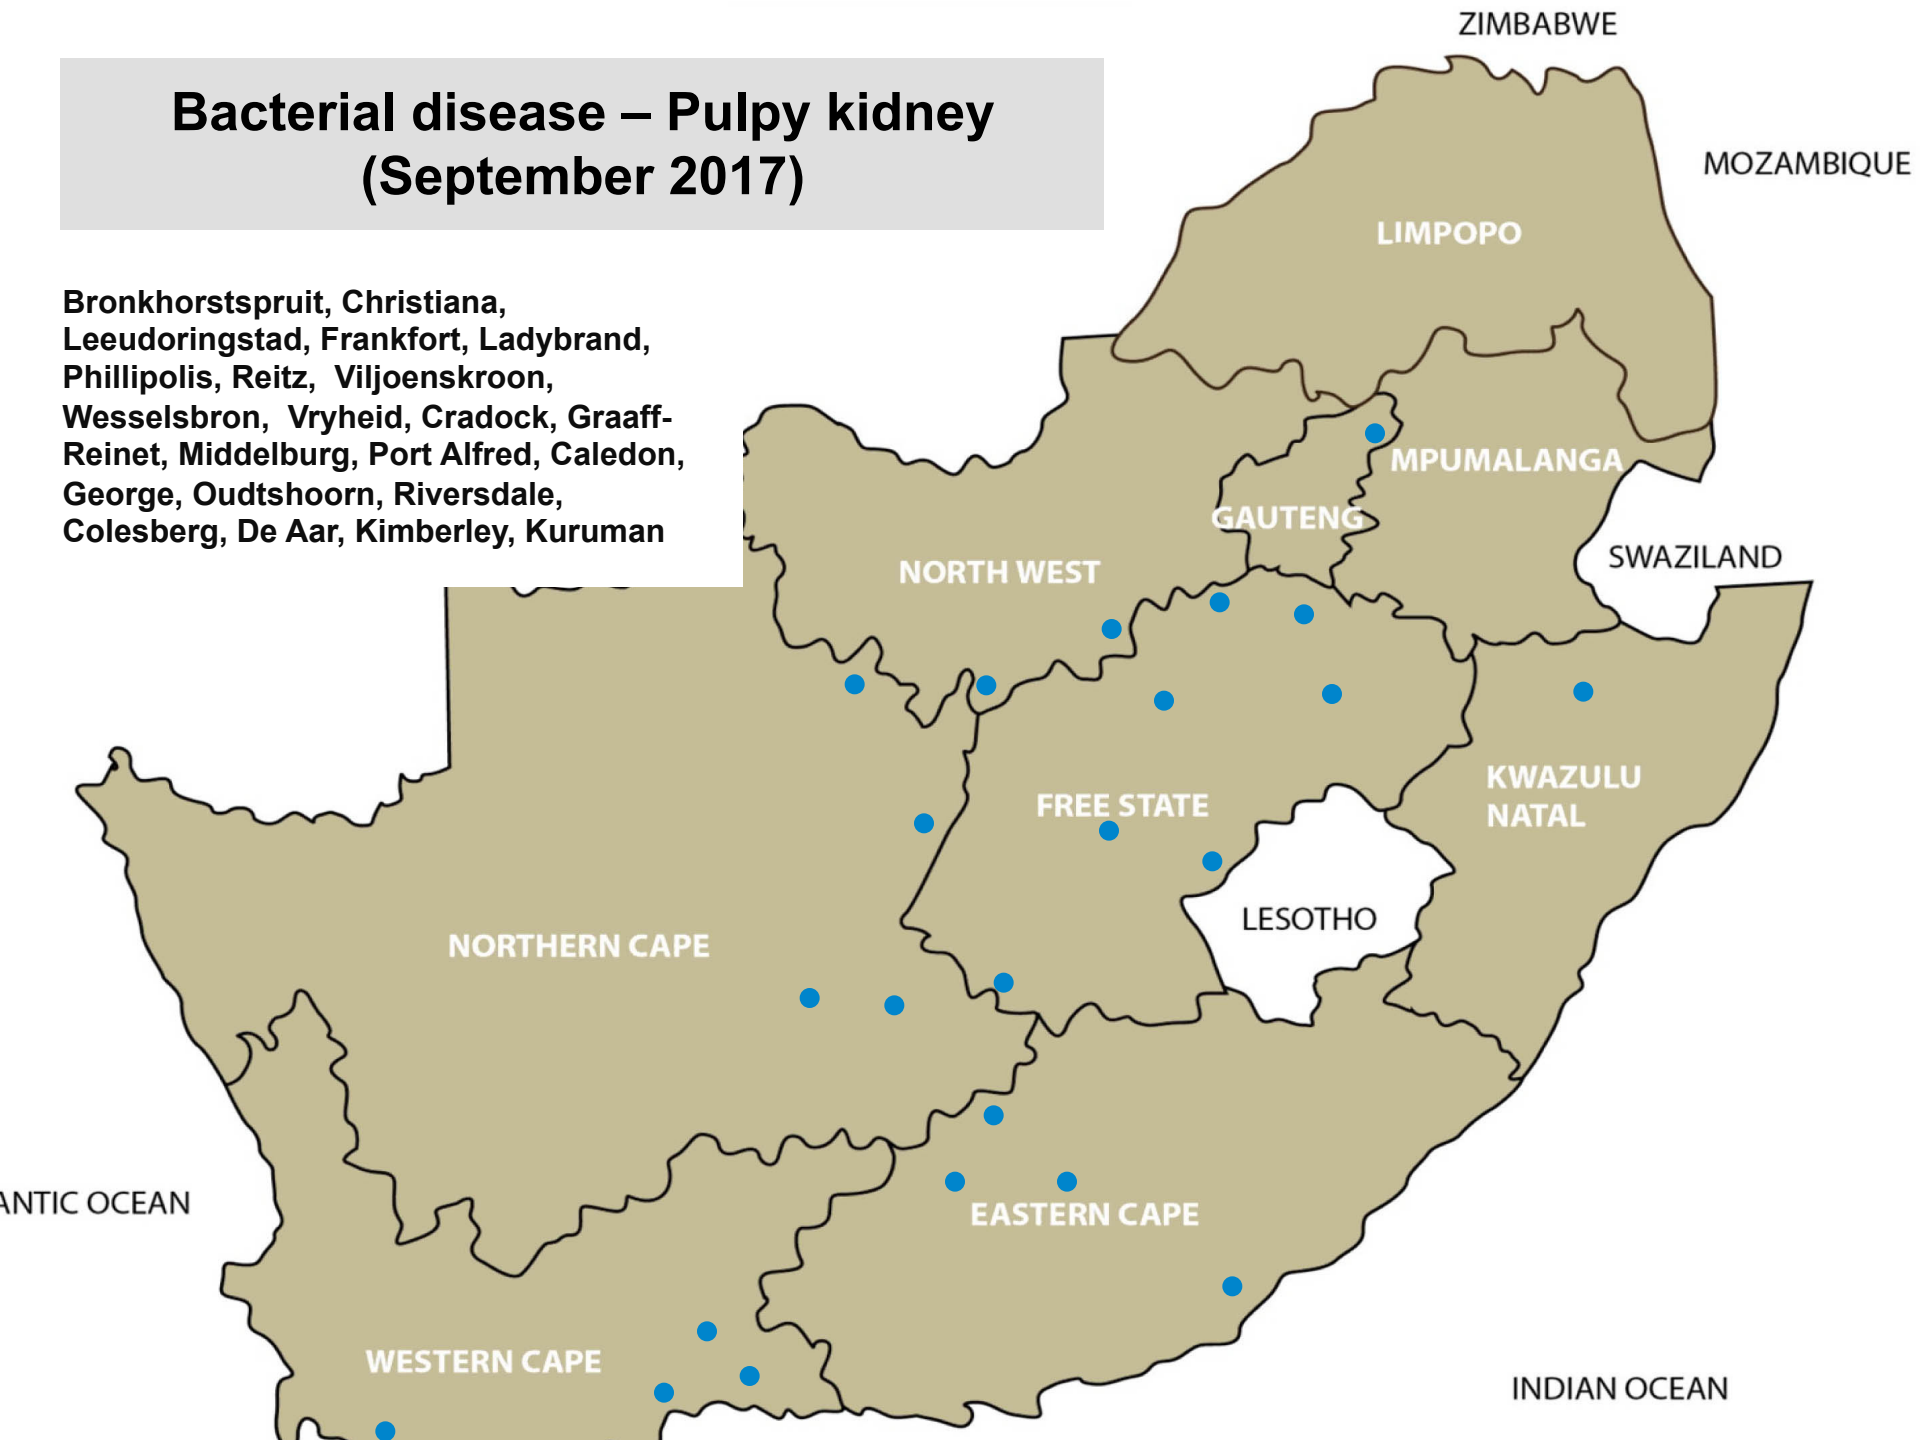 Bacterial disease – Pulpy kidney
(September 2017)
Bronkhorstspruit, Christiana,
Leeudoringstad, Frankfort, Ladybrand,
Phillipolis, Reitz, Viljoenskroon,
Wesselsbron, Vryheid, Cradock, Graaff-
Reinet, Middelburg, Port Alfred, Caledon,
George, Oudtshoorn, Riversdale,
Colesberg, De Aar, Kimberley, Kuruman
ZIMBABWE
MOZAMBIQUE
LIMPOPO
MPUMALANGA
GAUTENG
SWAZILAND
NORTH WEST
KWAZULU
NATAL
FREE STATE
LESOTHO
NORTHERN CAPE
ANTIC OCEAN
EASTERN CAPE
WESTERN CAPE
INDIAN OCEAN